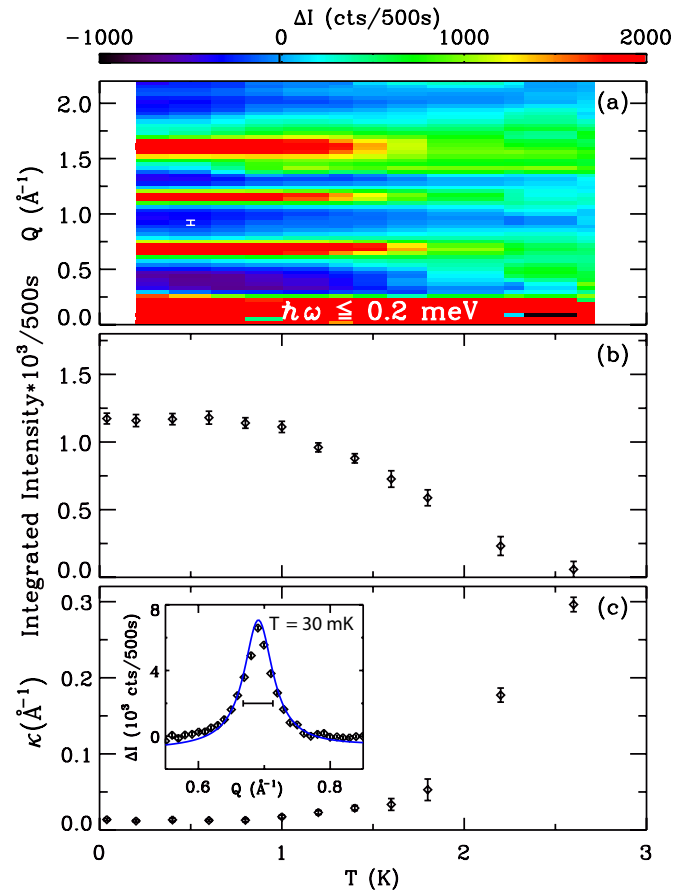 ΔI (cts/500s)
−1000 0 1000 2000
(a)
2.0
1.5
1.0
0.5
0.0
Q (Å⁻¹)
ħω ≦ 0.2 meV
(b)
1.5
1.0
0.5
0.0
Integrated Intensity*10³/500s
(c)
0.3
0.2
0.1
0.0
κ(Å⁻¹)
T = 30 mK
8
4
0
ΔI (10³ cts/500s)
0.6 0.8
Q (Å⁻¹)
0 1 2 3
T (K)